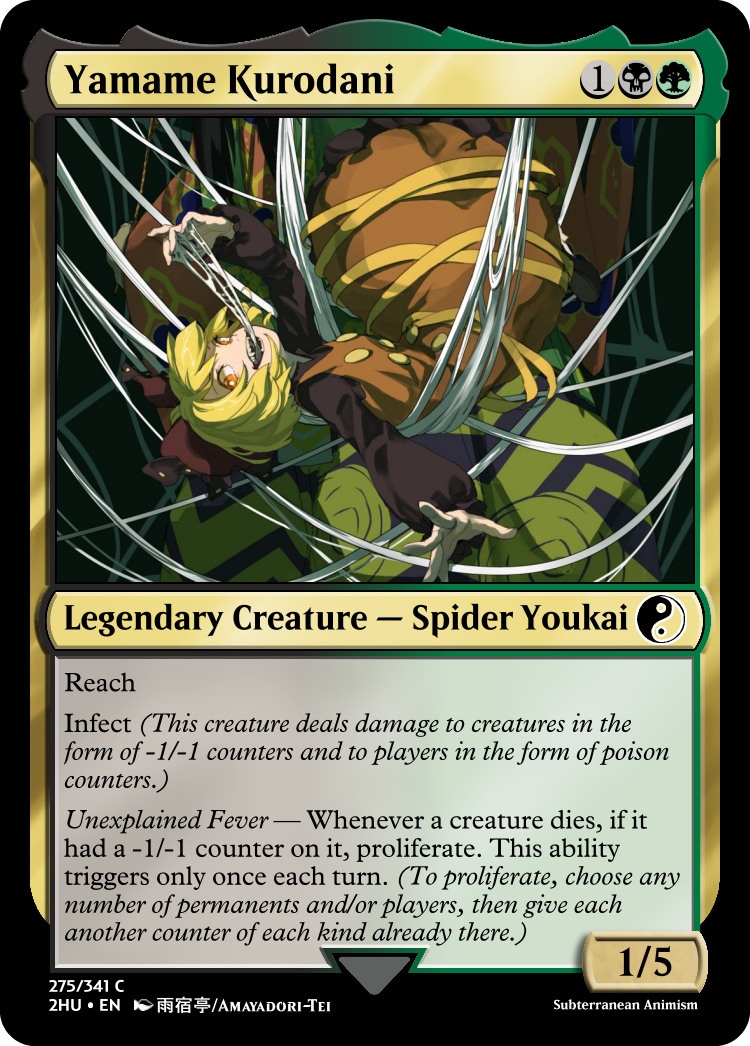 Yamame Kurodani 1
Legendary Creature — Spider Youkai
Reach
Infect (This creature deals damage to creatures in the
form of -1/-1 counters and to players in the form of poison
counters.)
Unexplained Fever — Whenever a creature dies, if it
had a -1/-1 counter on it, proliferate. This ability
triggers only once each turn. (To proliferate, choose any
number of permanents and/or players, then give each
another counter of each kind already there.)
1/5
275/341 C
2HU • EN 雨宿亭/Amayadori-Tei
Subterranean Animism